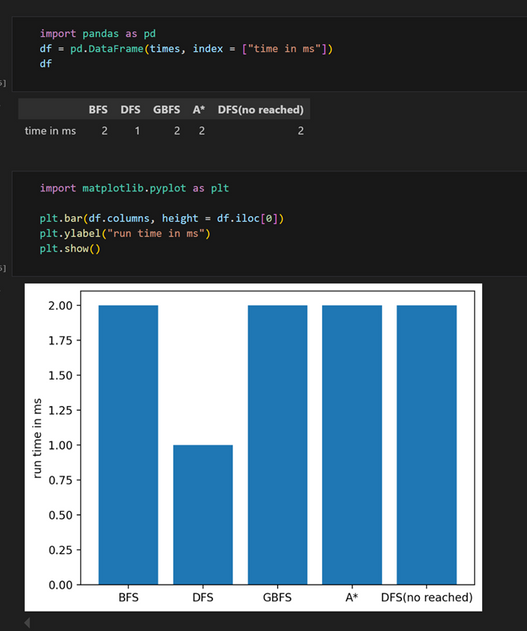 import pandas as pd
df = pd.DataFrame(times, index = ["time in ms"])
df
BFS DFS GBFS A* DFS(no reached)
time in ms 2 1 2 2 2
import matplotlib.pyplot as plt
plt.bar(df.columns, height = df.iloc[0])
plt.ylabel("run time in ms")
plt.show()
2.00
1.75
1.50
1.25
1.00
0.75
0.50
0.25
0.00
run time in ms
BFS DFS GBFS A* DFS(no reached)